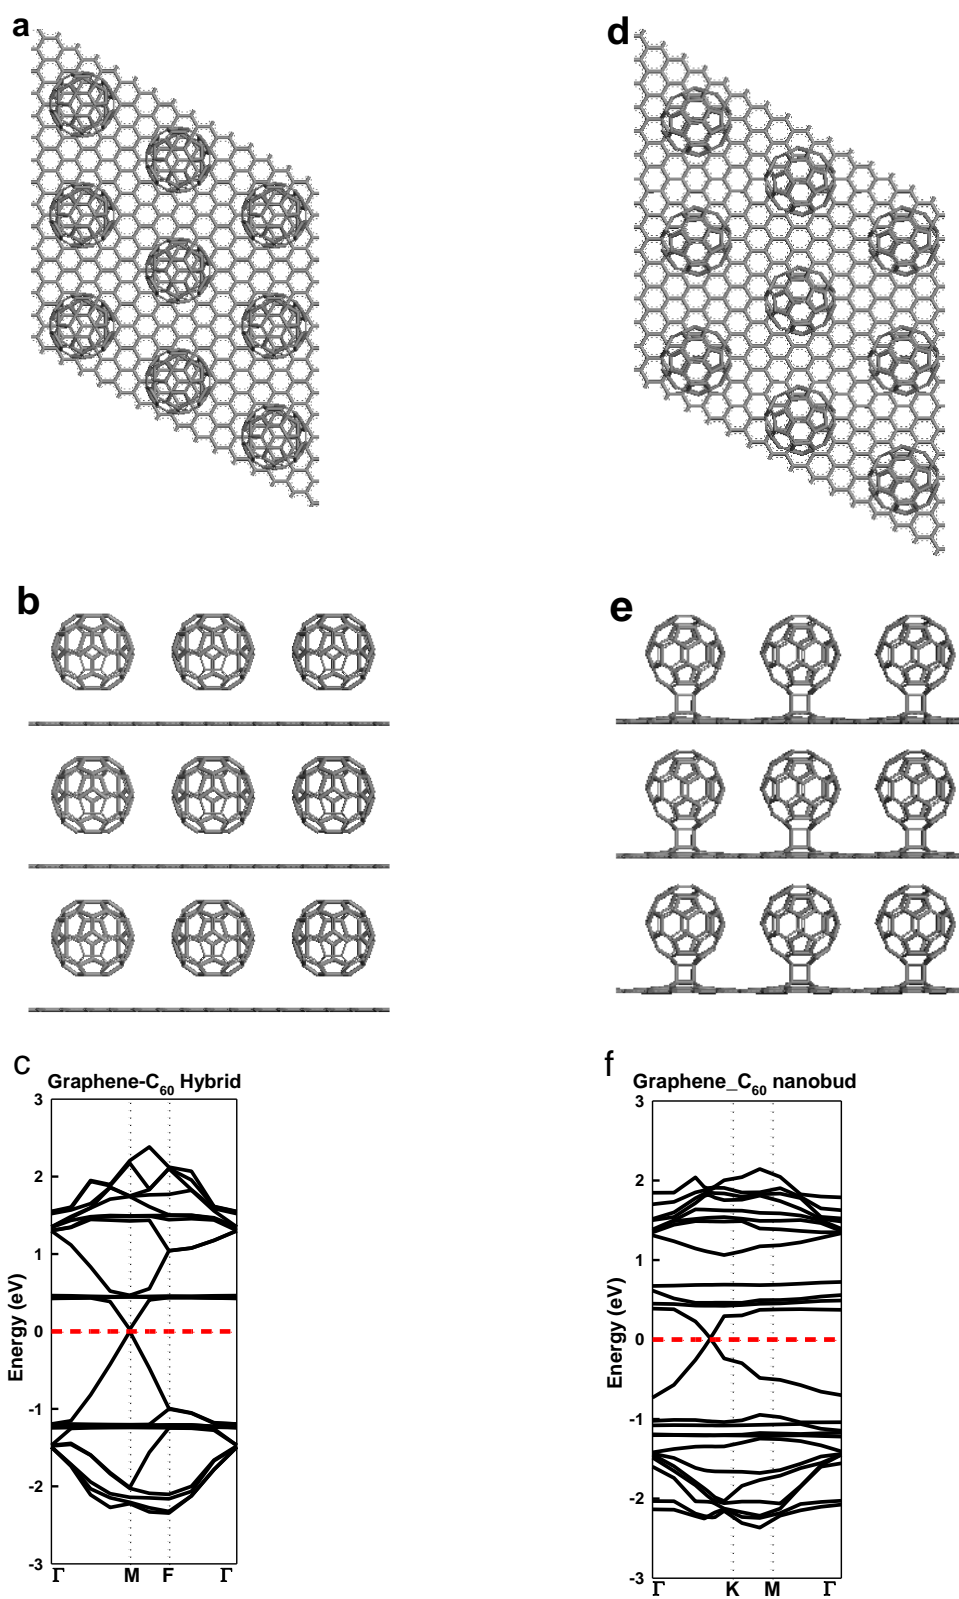 a
d
b
e
c
Graphene-C60 Hybrid
3
2
1
0
-1
-2
-3
Energy (eV)
Γ M F Γ
f
Graphene_C60 nanobud
3
2
1
0
-1
-2
-3
Energy (eV)
Γ K M Γ